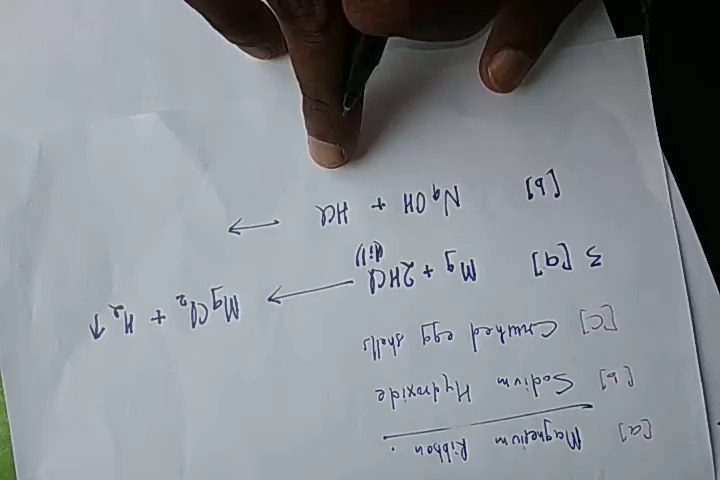 [a] Magnesium Ribbon.
[b] Sodium Hydroxide
[c] Crushed egg shells
3 [a] Mg + 2HCl (dil) → MgCl₂ + H₂ ↑
[b] NaOH + HCl →